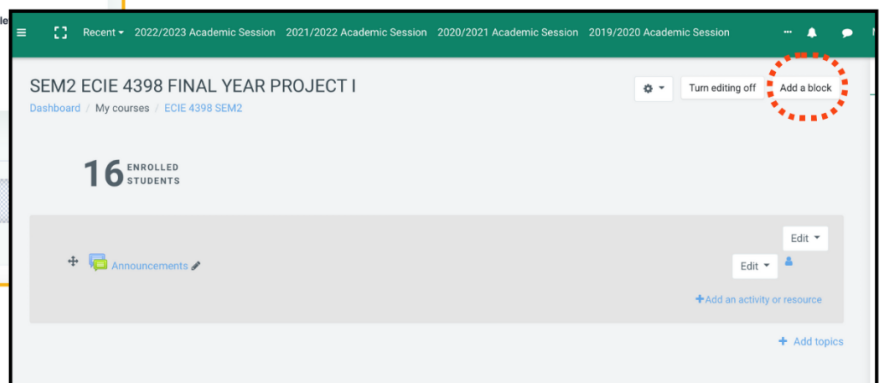 Recent 2022/2023 Academic Session 2021/2022 Academic Session 2020/2021 Academic Session 2019/2020 Academic Session ...
SEM2 ECIE 4398 FINAL YEAR PROJECT I
Turn editing off Add a block
Dashboard / My courses / ECIE 4398 SEM2
16 ENROLLED
STUDENTS
Edit
Announcements
Edit
+Add an activity or resource
+ Add topics